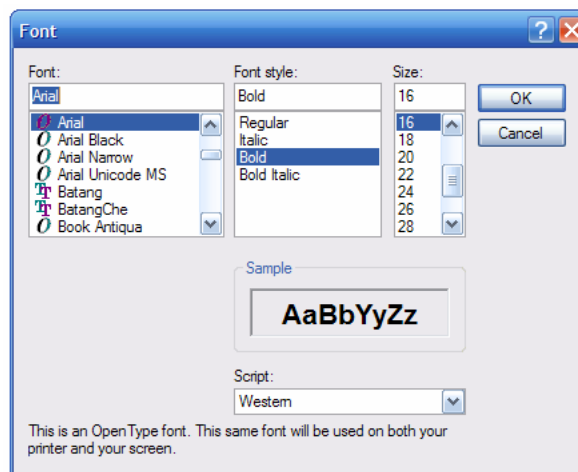 Font
Font:
Font style:
Size:
Arial
Bold
16
OK
Cancel
Arial
Arial Black
Arial Narrow
Arial Unicode MS
Batang
BatangChe
Book Antiqua
Regular
Italic
Bold
Bold Italic
16
18
20
22
24
26
28
Sample
AaBbYyZz
Script:
Western
This is an OpenType font. This same font will be used on both your
printer and your screen.